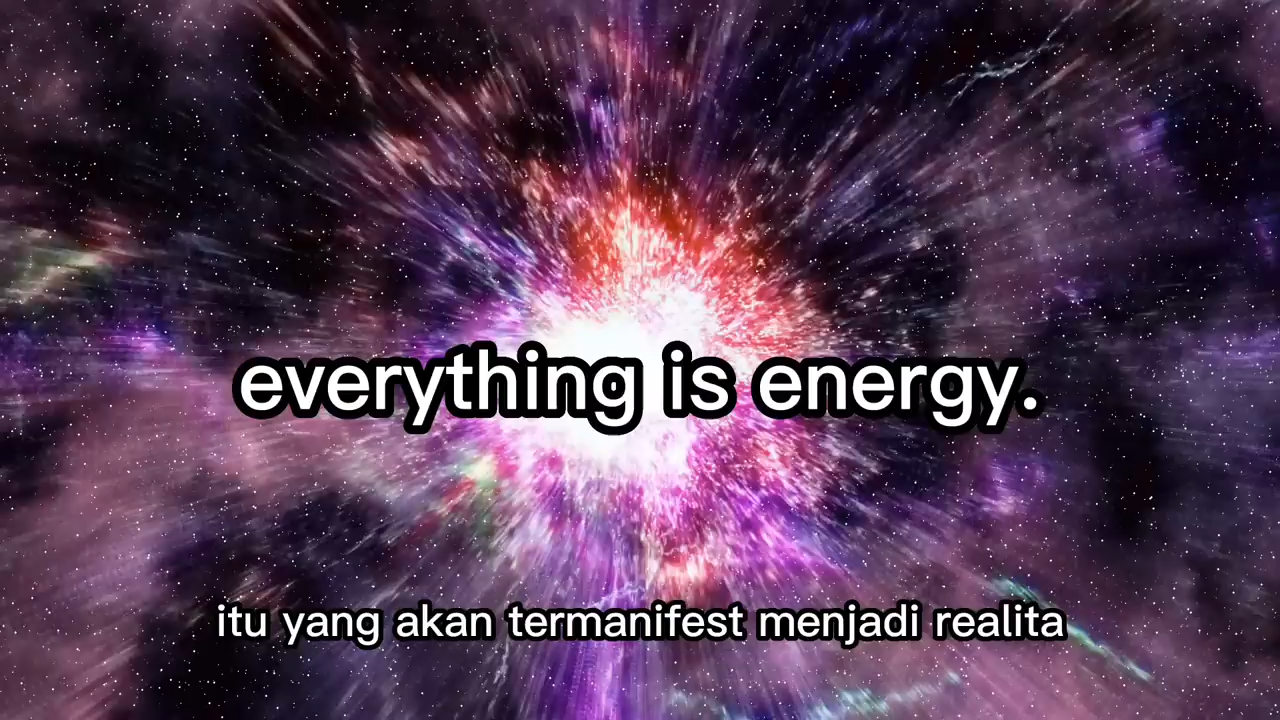 everything is energy.
itu yang akan termanifest menjadi realita